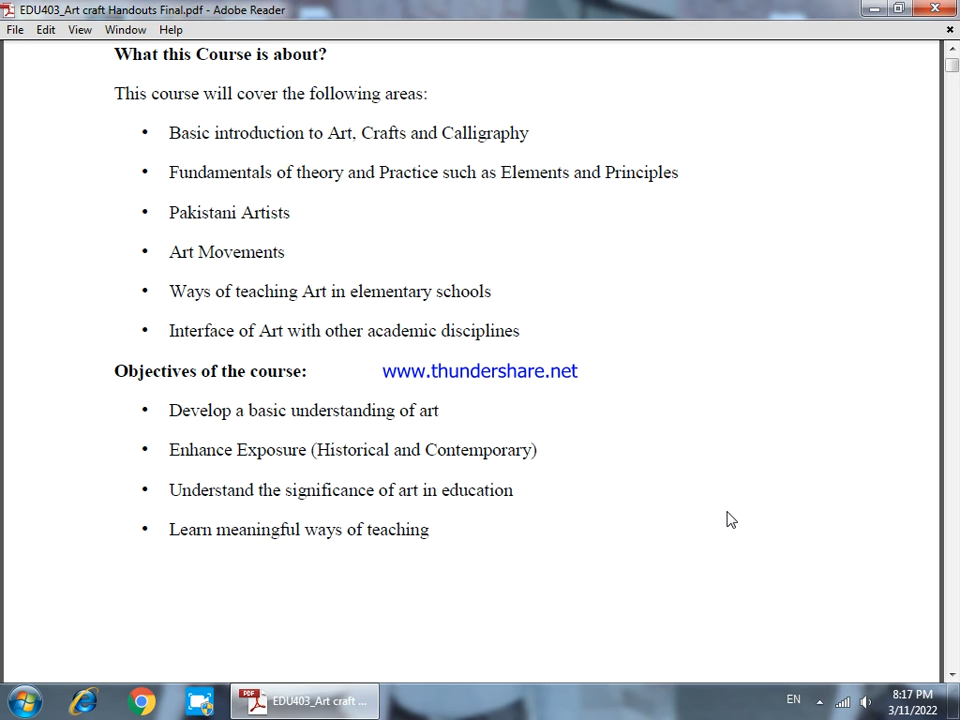 EDU403_Art craft Handouts Final.pdf - Adobe Reader
File Edit View Window Help
What this Course is about?
This course will cover the following areas:
• Basic introduction to Art, Crafts and Calligraphy
• Fundamentals of theory and Practice such as Elements and Principles
• Pakistani Artists
• Art Movements
• Ways of teaching Art in elementary schools
• Interface of Art with other academic disciplines
Objectives of the course: www.thundershare.net
• Develop a basic understanding of art
• Enhance Exposure (Historical and Contemporary)
• Understand the significance of art in education
• Learn meaningful ways of teaching
PDF EDU403_Art craft ... EN 8:17 PM
3/11/2022